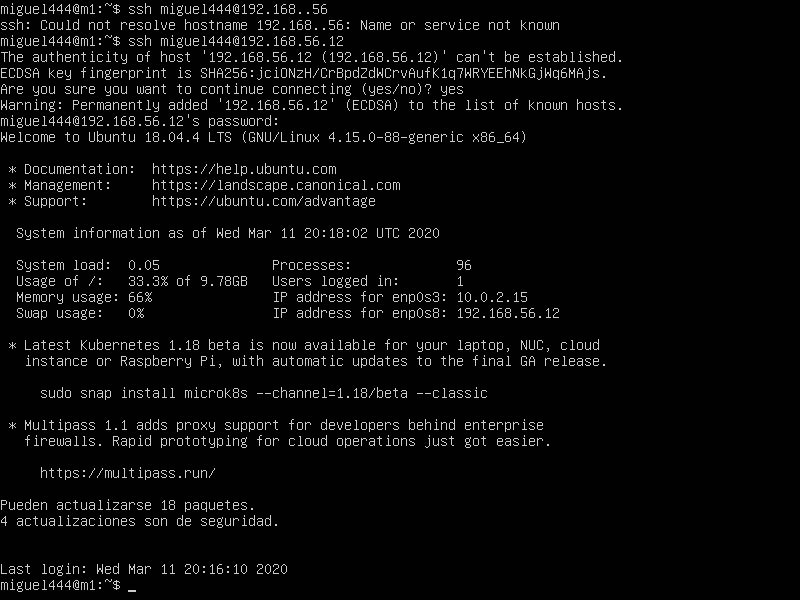 miguel444@m1:~$ ssh miguel444@192.168..56
ssh: Could not resolve hostname 192.168..56: Name or service not known
miguel444@m1:~$ ssh miguel444@192.168.56.12
The authenticity of host '192.168.56.12 (192.168.56.12)' can't be established.
ECDSA key fingerprint is SHA256:jciONzH/CrBpdZdWCrvAufK1q7WRYEEhNkGjWq6MAjs.
Are you sure you want to continue connecting (yes/no)? yes
Warning: Permanently added '192.168.56.12' (ECDSA) to the list of known hosts.
miguel444@192.168.56.12's password:
Welcome to Ubuntu 18.04.4 LTS (GNU/Linux 4.15.0-88-generic x86_64)
* Documentation:  https://help.ubuntu.com
* Management:     https://landscape.canonical.com
* Support:        https://ubuntu.com/advantage
System information as of Wed Mar 11 20:18:02 UTC 2020
System load:  0.05              Processes:             96
Usage of /:   33.3% of 9.78GB   Users logged in:       1
Memory usage: 66%               IP address for enp0s3: 10.0.2.15
Swap usage:   0%                IP address for enp0s8: 192.168.56.12
* Latest Kubernetes 1.18 beta is now available for your laptop, NUC, cloud
instance or Raspberry Pi, with automatic updates to the final GA release.
sudo snap install microk8s --channel=1.18/beta --classic
* Multipass 1.1 adds proxy support for developers behind enterprise
firewalls. Rapid prototyping for cloud operations just got easier.
https://multipass.run/
Pueden actualizarse 18 paquetes.
4 actualizaciones son de seguridad.
Last login: Wed Mar 11 20:16:10 2020
miguel444@m1:~$ _